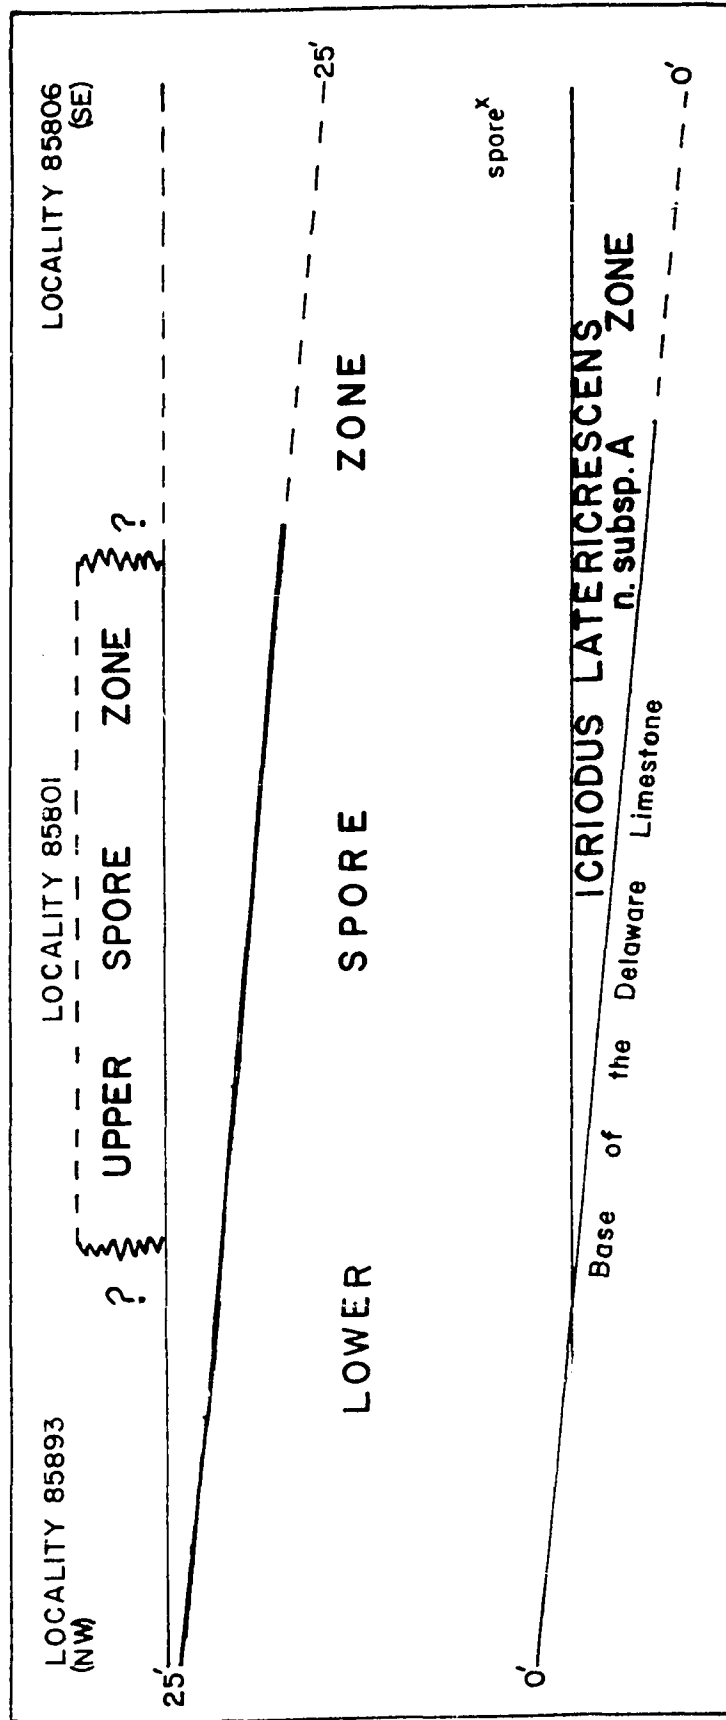 LOCALITY 85893
(NW)
LOCALITY 85801
LOCALITY 85806
(SE)
?
UPPER SPORE ZONE
?
25'
25'
LOWER SPORE ZONE
spore x
0'
ICRIODUS LATERICRESCENS
n. subsp. A ZONE
Base of the Delaware Limestone
0'